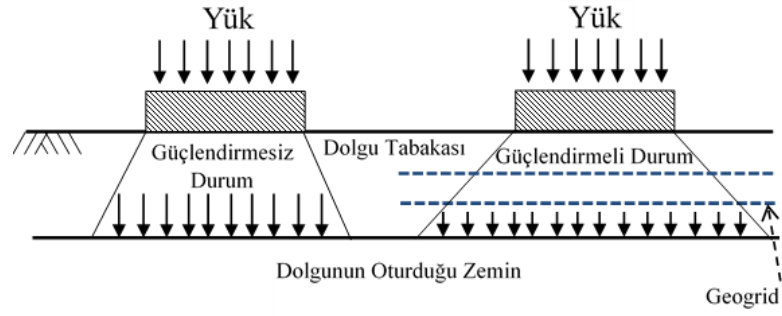 Yük
Yük
Güçlendirmesiz
Durum
Dolgu Tabakası
Güçlendirmeli Durum
Dolgunun Oturduğu Zemin
Geogrid